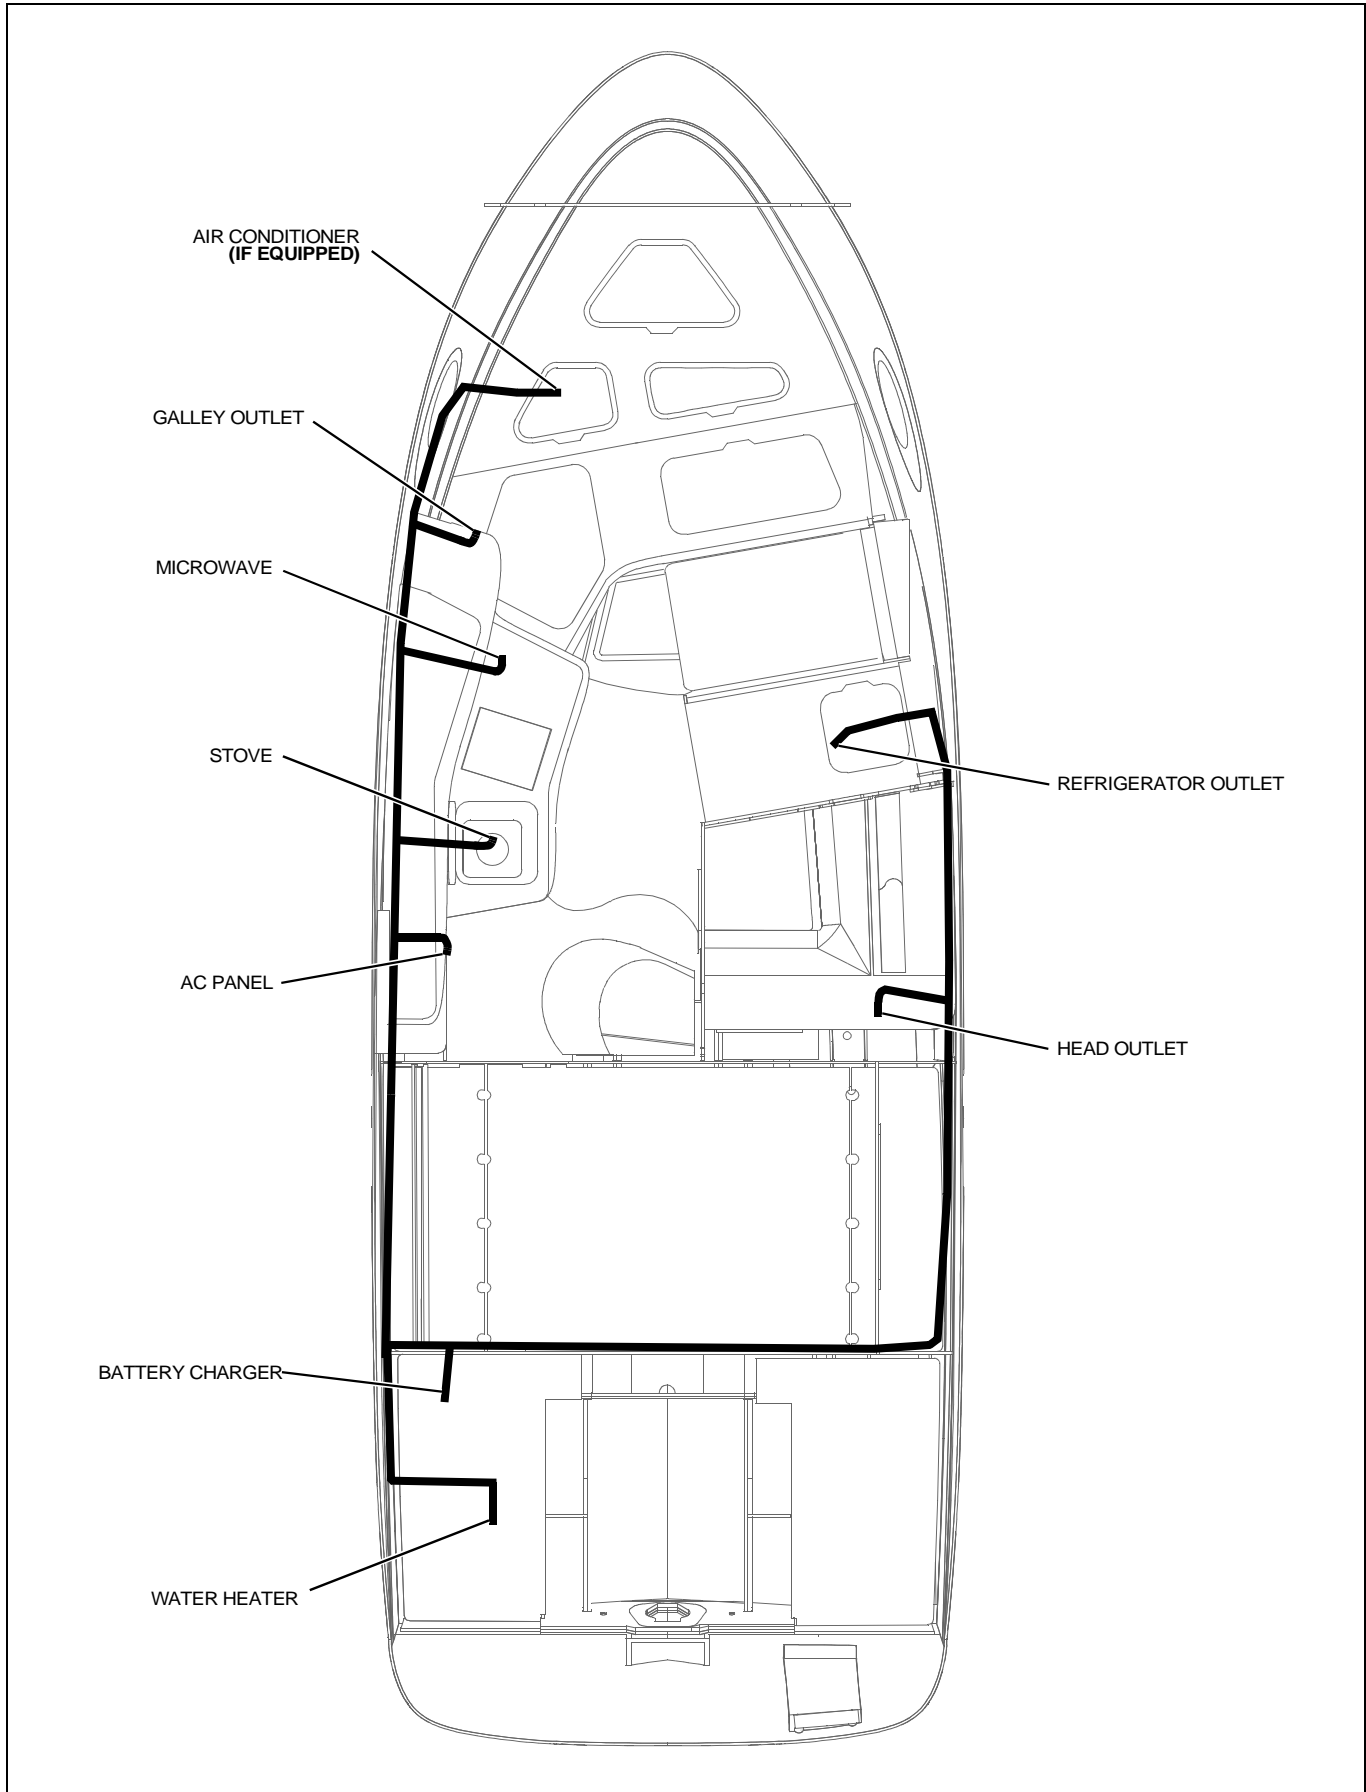 AIR CONDITIONER
(IF EQUIPPED)
GALLEY OUTLET
MICROWAVE
STOVE
REFRIGERATOR OUTLET
AC PANEL
HEAD OUTLET
BATTERY CHARGER
WATER HEATER